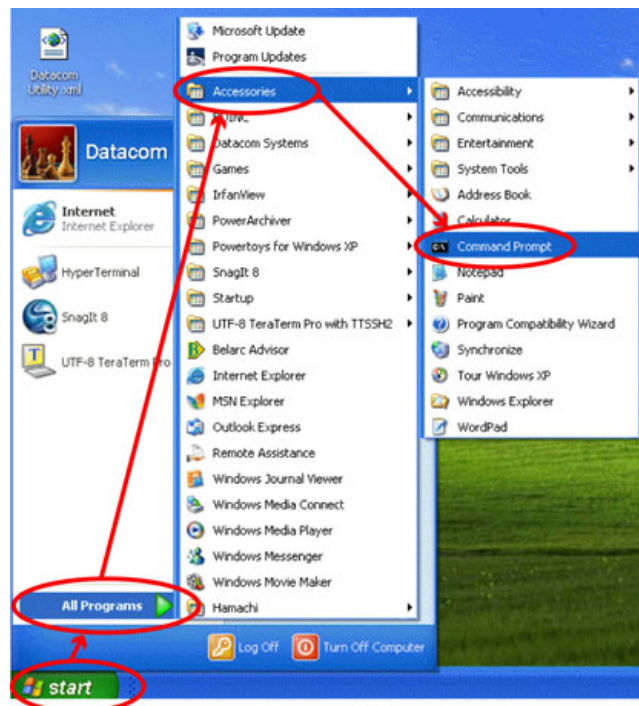 Datacom
Utility.xml
Datacom
Internet
Internet Explorer
HyperTerminal
SnagIt 8
UTF-8 TeraTerm Pro
All Programs
Microsoft Update
Program Updates
Accessories
Datacom Systems
Games
IrfanView
PowerArchiver
Powertoys for Windows XP
SnagIt 8
Startup
UTF-8 TeraTerm Pro with TTSSH2
Belarc Advisor
Internet Explorer
MSN Explorer
Outlook Express
Remote Assistance
Windows Journal Viewer
Windows Media Connect
Windows Media Player
Windows Messenger
Windows Movie Maker
Hamachi
Accessibility
Communications
Entertainment
System Tools
Address Book
Calculator
Command Prompt
Notepad
Paint
Program Compatibility Wizard
Synchronize
Tour Windows XP
Windows Explorer
WordPad
Log Off
Turn Off Computer
start